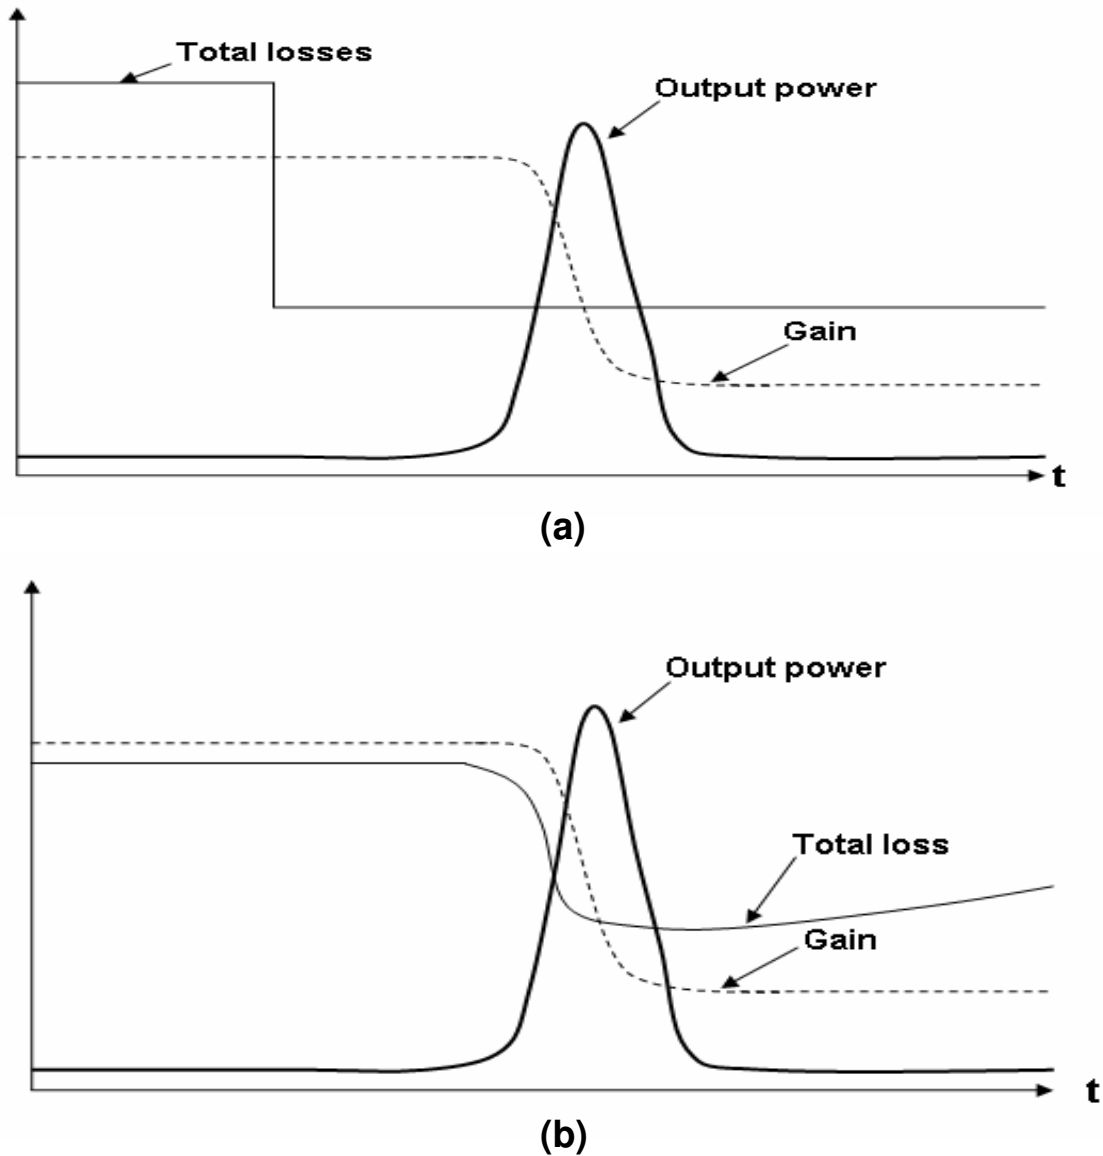 Total losses
Output power
Gain
t
(a)
Output power
Total loss
Gain
t
(b)